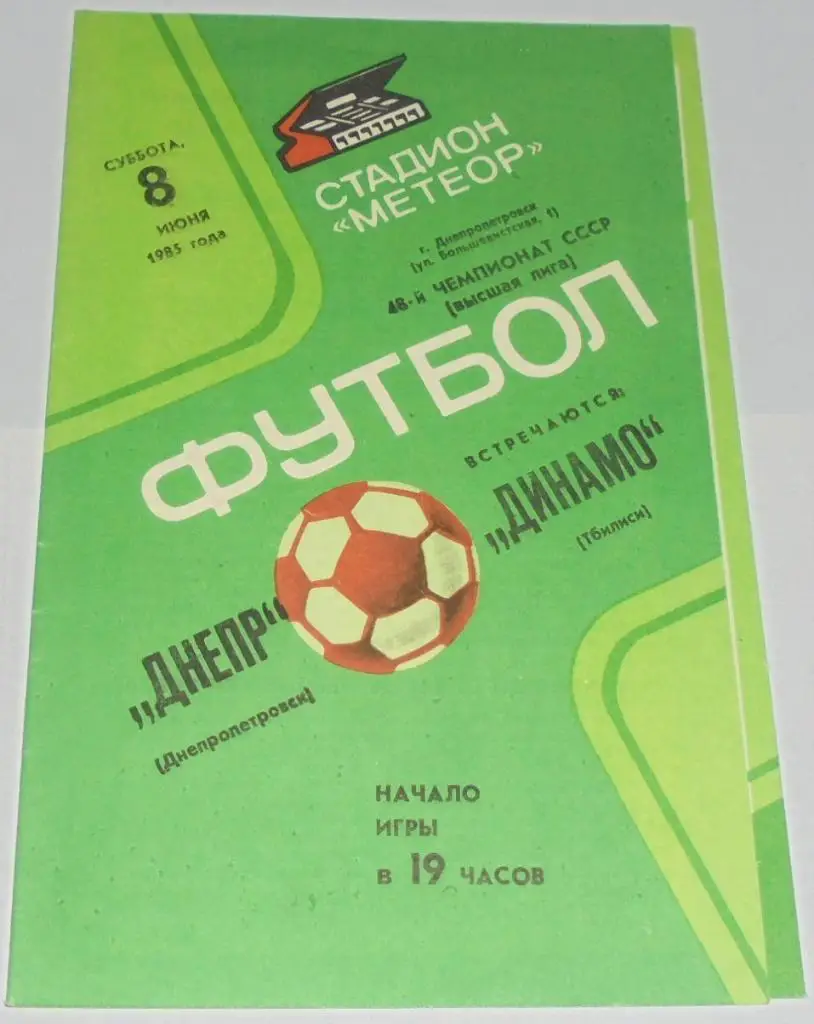 СУББОТА,
8
ИЮНЯ
1985 года
СТАДИОН
«МЕТЕОР»
г. Днепропетровск
(ул. Большевистская, 1)
48-й ЧЕМПИОНАТ СССР
(высшая лига)
ФУТБОЛ
ВСТРЕЧАЮТСЯ:
„ДИНАМО“
(Тбилиси)
„ДНЕПР“
(Днепропетровск)
НАЧАЛО
ИГРЫ
в 19 ЧАСОВ